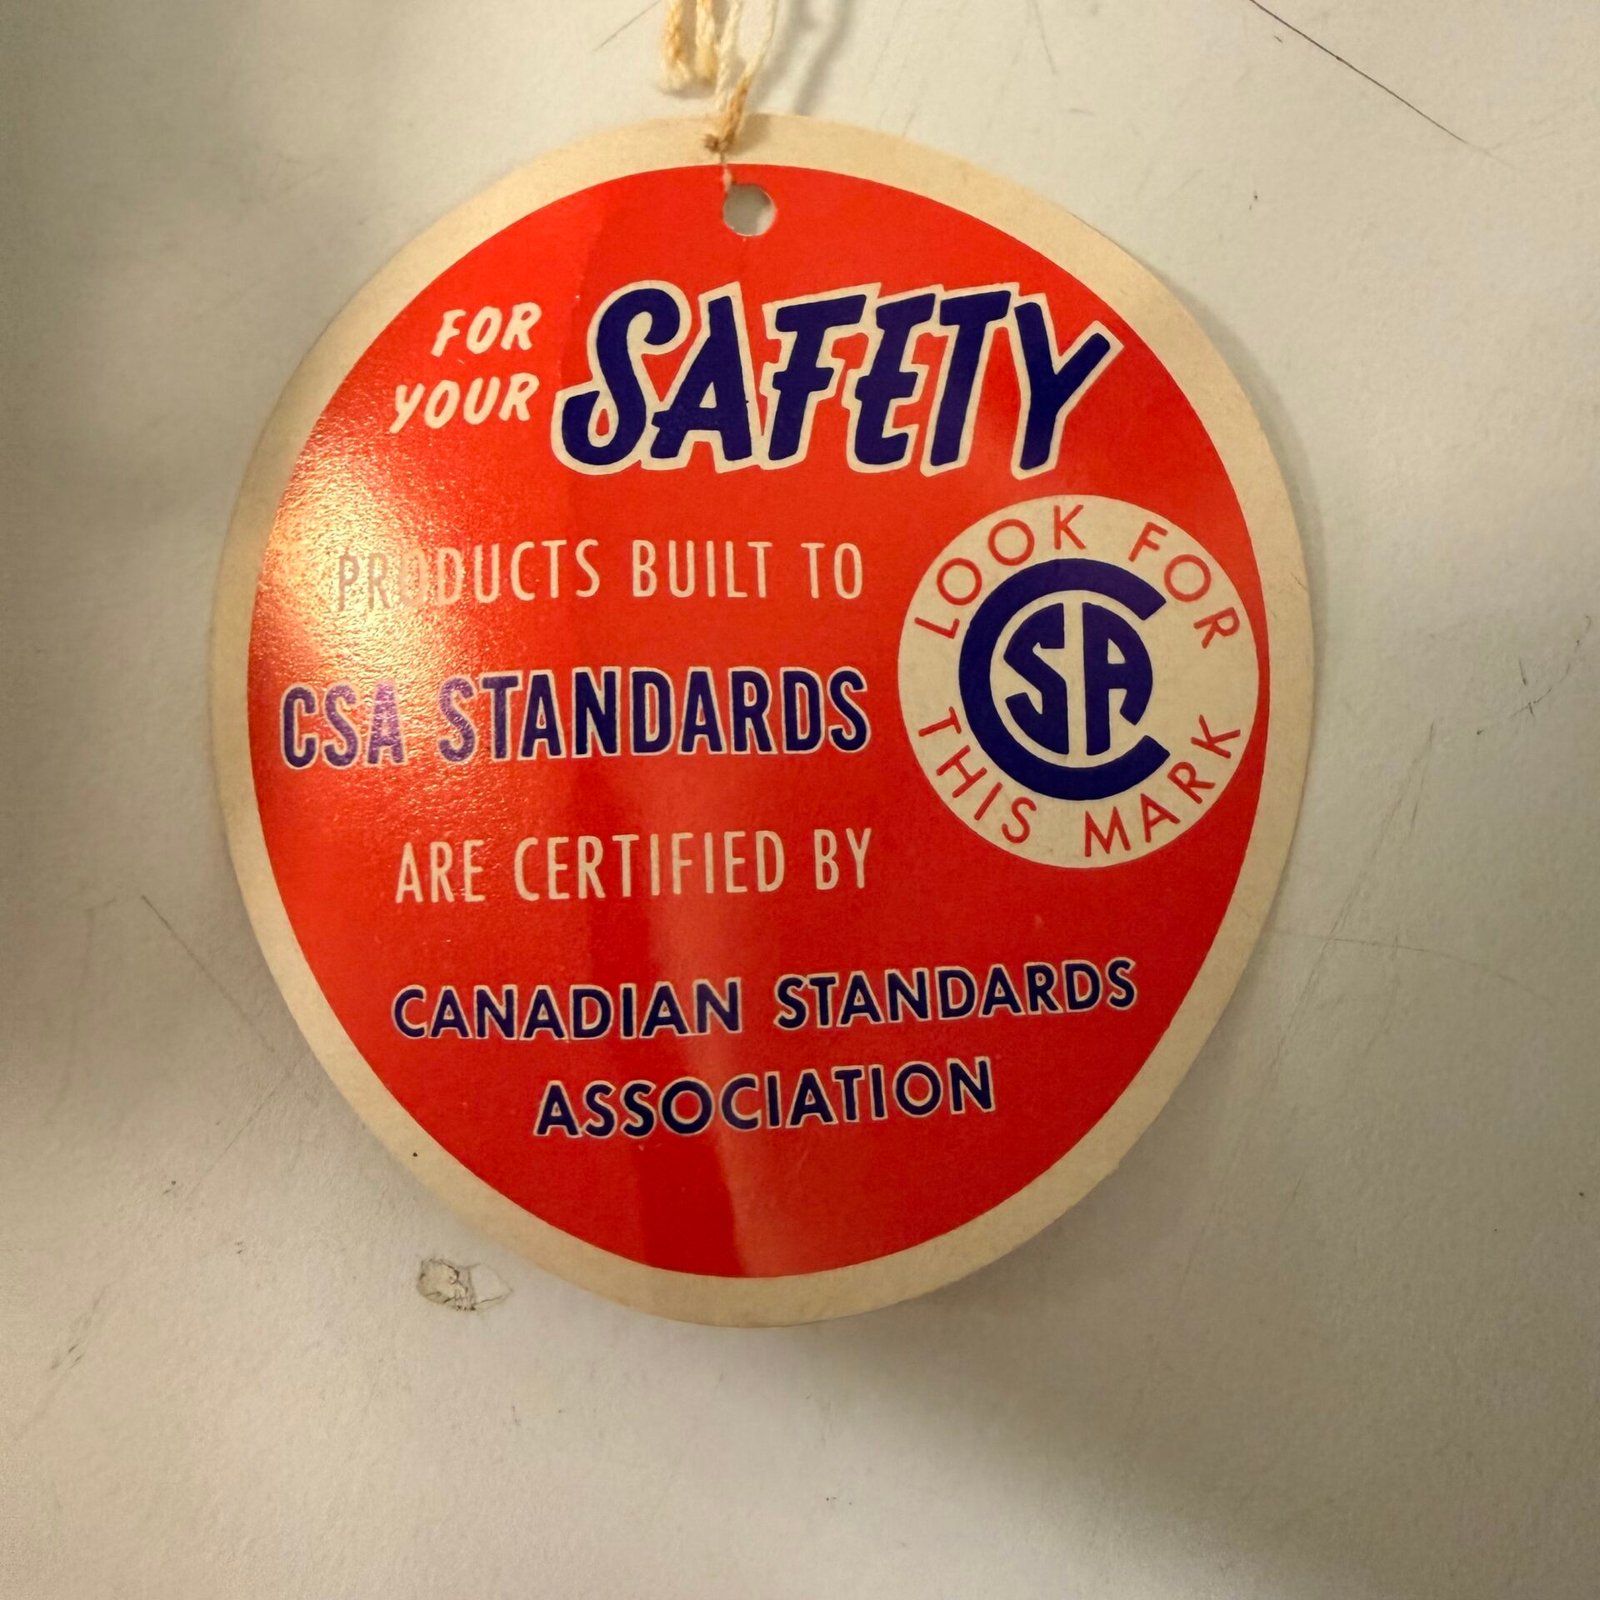 FOR
YOUR SAFETY
PRODUCTS BUILT TO
CSA STANDARDS
ARE CERTIFIED BY
CANADIAN STANDARDS
ASSOCIATION
LOOK FOR
CSA
THIS MARK